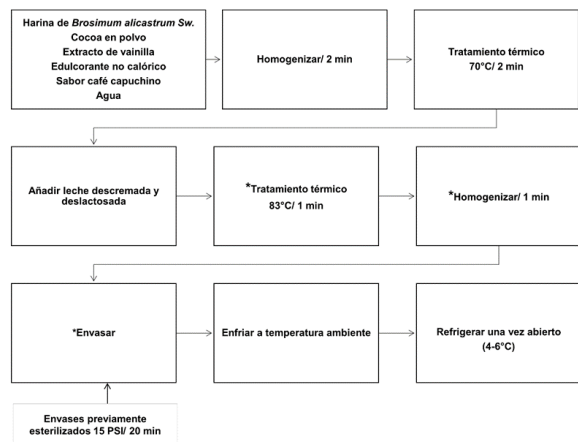 Harina de Brosimum alicastrum Sw.
Cocoa en polvo
Extracto de vainilla
Edulcorante no calórico
Sabor café capuchino
Agua
Homogenizar/ 2 min
Tratamiento térmico
70°C/ 2 min
Añadir leche descremada y
deslactosada
*Tratamiento térmico
83°C/ 1 min
*Homogenizar/ 1 min
*Envasar
Enfriar a temperatura ambiente
Refrigerar una vez abierto
(4-6°C)
Envases previamente
esterilizados 15 PSI/ 20 min